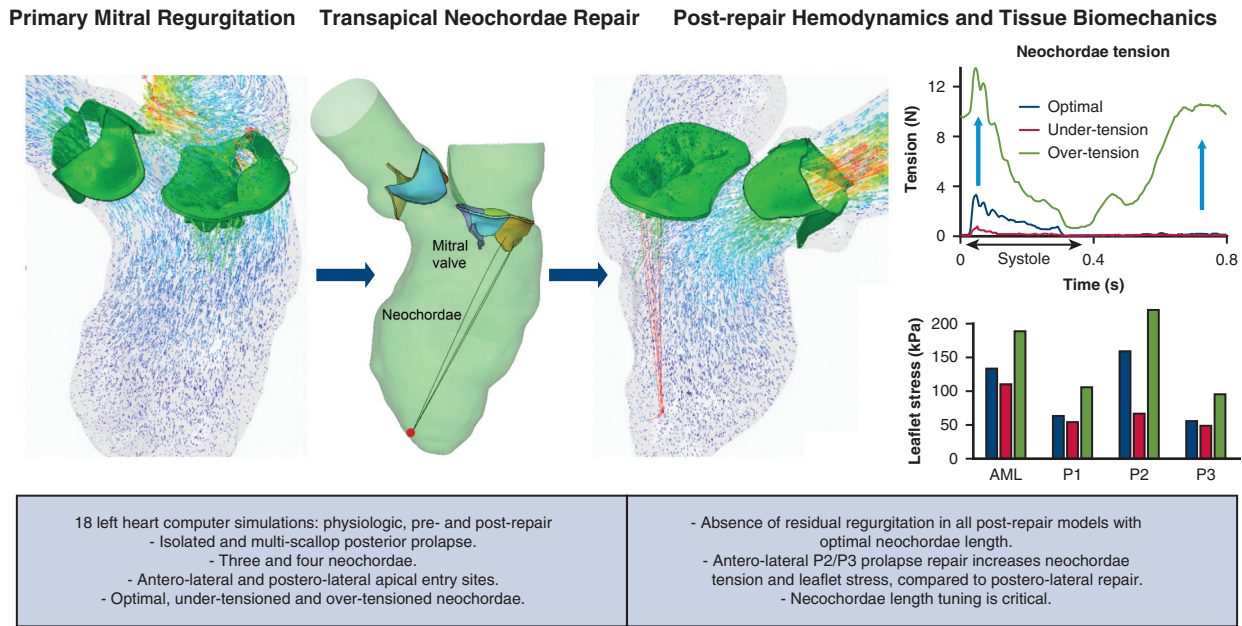 Primary Mitral Regurgitation
Transapical Neochordae Repair
Post-repair Hemodynamics and Tissue Biomechanics
Mitral
valve
Neochordae
Neochordae tension
Tension (N)
12
8
4
0
Optimal
Under-tension
Over-tension
Systole
0
0.4
0.8
Time (s)
Leaflet stress (kPa)
200
150
100
50
0
AML
P1
P2
P3
18 left heart computer simulations: physiologic, pre- and post-repair
- Isolated and multi-scallop posterior prolapse.
- Three and four neochordae.
- Antero-lateral and postero-lateral apical entry sites.
- Optimal, under-tensioned and over-tensioned neochordae.
- Absence of residual regurgitation in all post-repair models with
optimal neochordae length.
- Antero-lateral P2/P3 prolapse repair increases neochordae
tension and leaflet stress, compared to postero-lateral repair.
- Necochordae length tuning is critical.